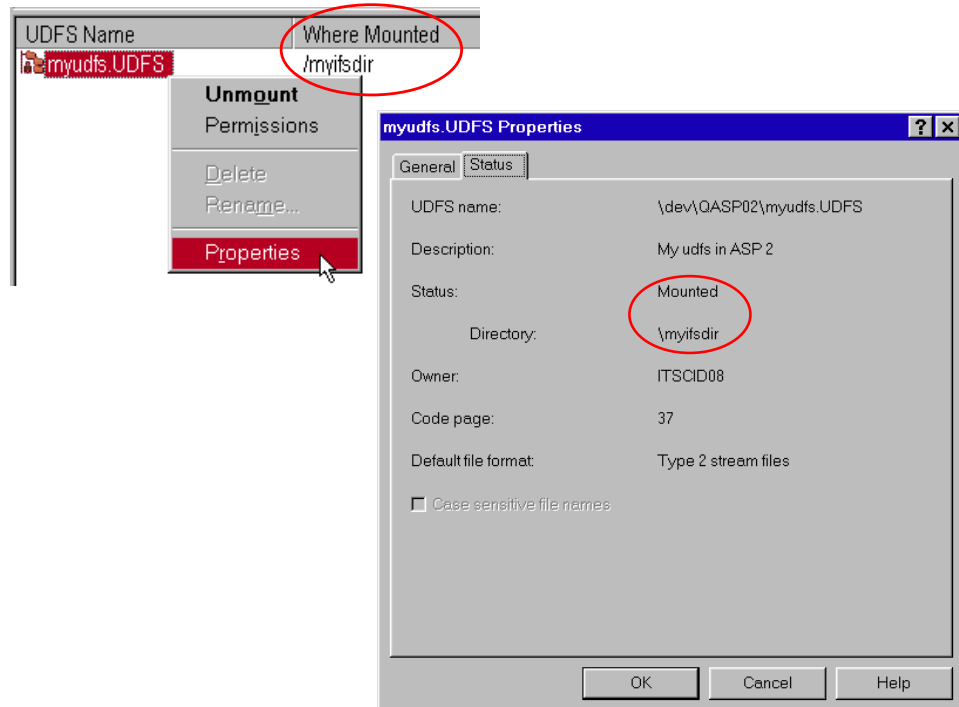 UDFS Name Where Mounted
myudfs.UDFS /myifsdir
Unmount
Permissions
Delete
Rename...
Properties
myudfs.UDFS Properties
General Status
UDFS name: \dev\QASP02\myudfs.UDFS
Description: My udfs in ASP 2
Status: Mounted
Directory: \myifsdir
Owner: ITSCID08
Code page: 37
Default file format: Type 2 stream files
Case sensitive file names
OK Cancel Help